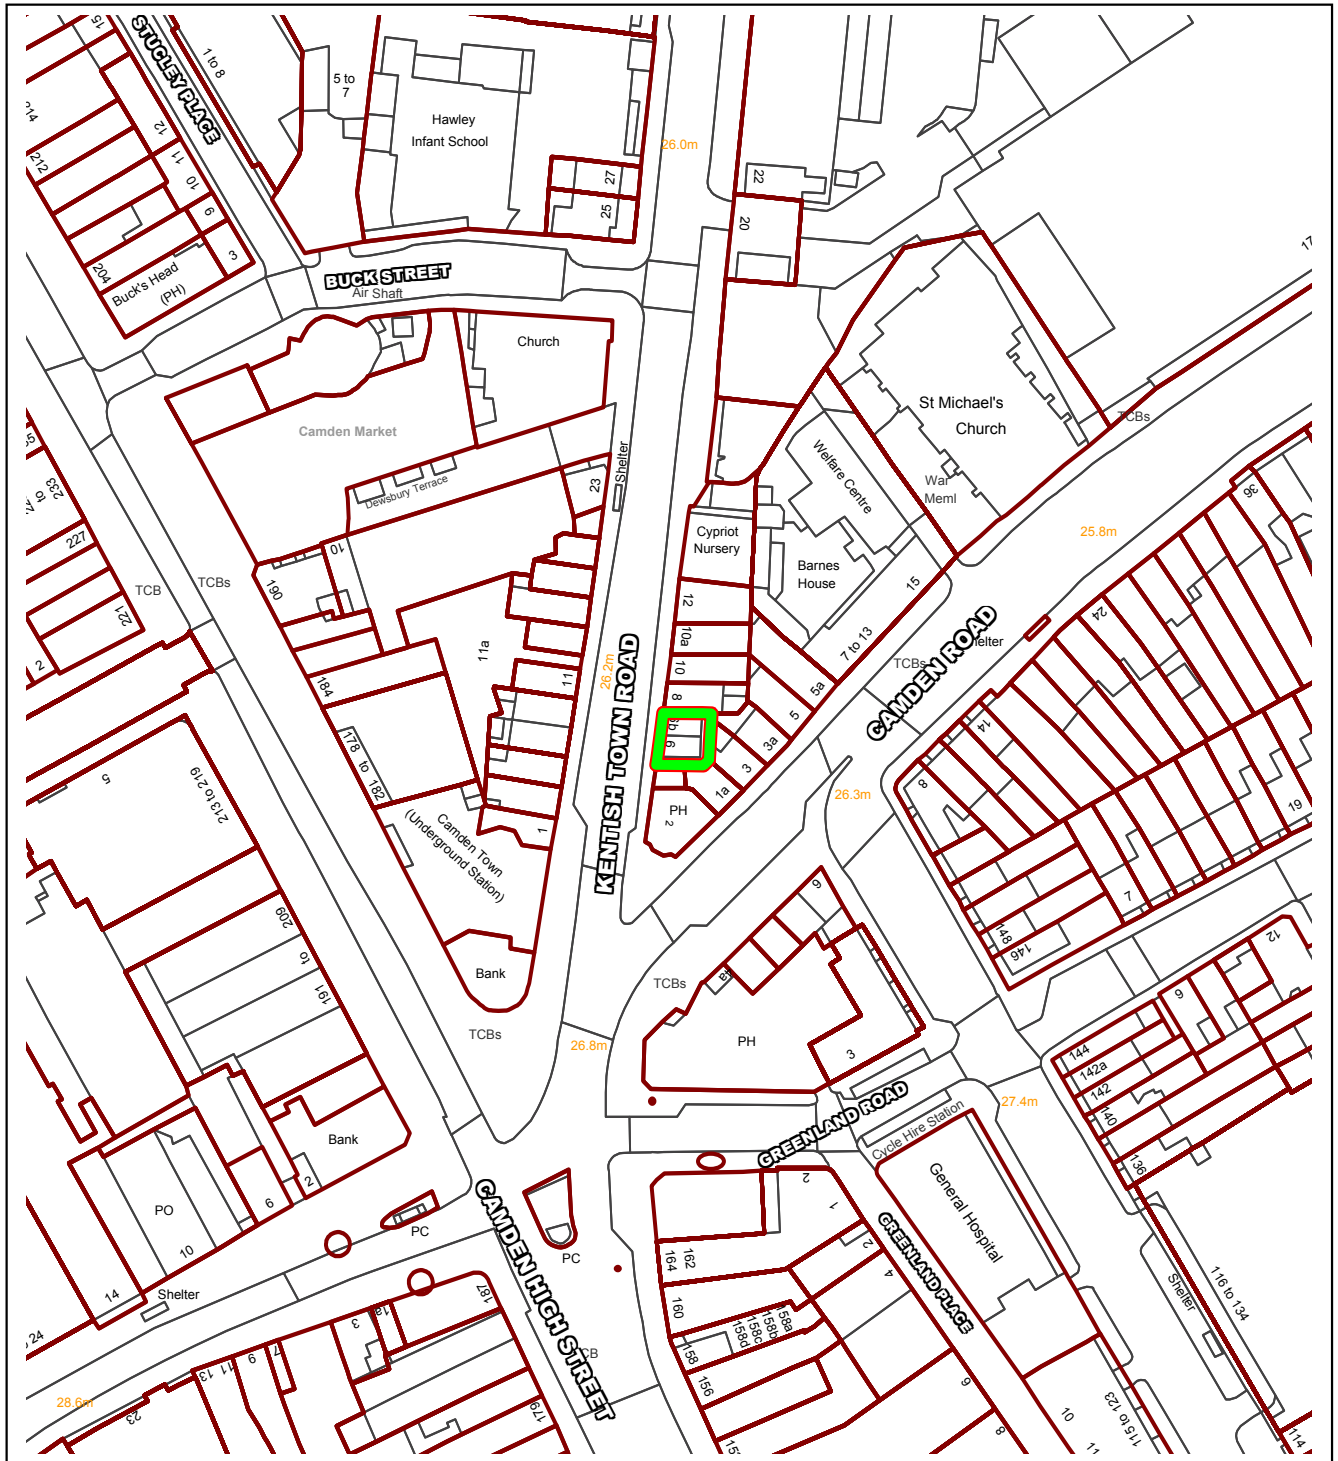 STUCLEY PLACE
15
1 to 8
5 to
7
Hawley
Infant School
26.0m
27
25
22
20
17
214
212
12
11
10
9
3
204
Buck's Head
(PH)
BUCK STREET
Air Shaft
Church
Camden Market
Dewsbury Terrace
Shelter
23
St Michael's
Church
TCBs
War
Meml
Welfare Centre
Cypriot
Nursery
Barnes
House
15
25.8m
36
24
233
to
227
221
2
TCB
TCBs
190
10
11a
11
26.2m
KENTISH TOWN ROAD
12
10a
10
8
6b
6
7 to 13
TCBs
CAMDEN ROAD
5a
5
3a
3
1a
PH
2
26.3m
14
8
19
7
148
146
184
178 to 182
5
213 to 219
Camden Town
(Underground Station)
1
Bank
209
to
191
TCBs
26.8m
TCBs
4a
6
PH
3
12
9
144
142a
142
140
136
27.4m
GREENLAND ROAD
Cycle Hire Station
General Hospital
GREENLAND PLACE
Bank
2
6
PO
10
14
Shelter
PC
PC
CAMDEN HIGH STREET
2
1
2
4
162
164
160
158
158a
158b
158c
158d
156
6
8
10
11
115 to 123
116 to 134
Shelter
114
24
28.6m
23
13
11
9
7
3
1a
187
179